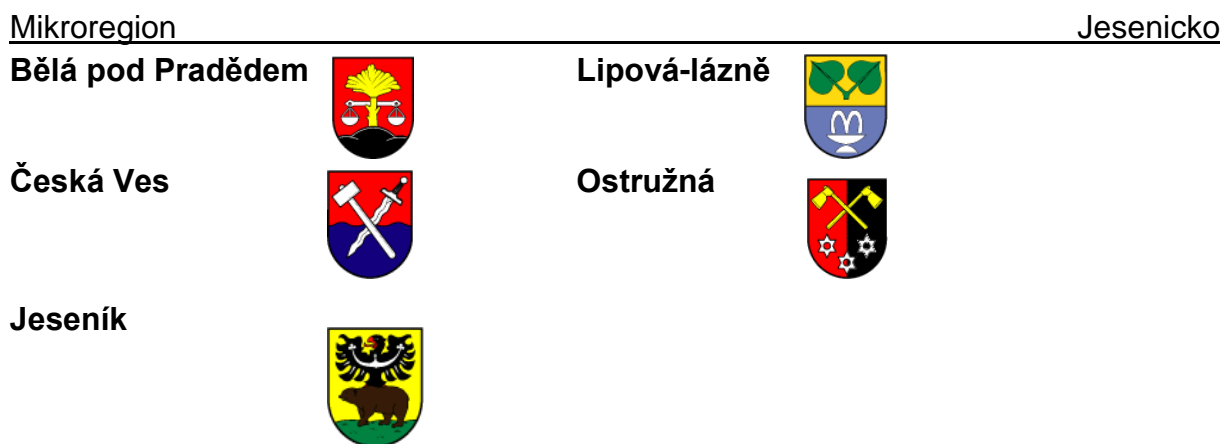 Mikroregion Jesenicko
Bělá pod Pradědem Lipová-lázně
Česká Ves Ostružná
Jeseník